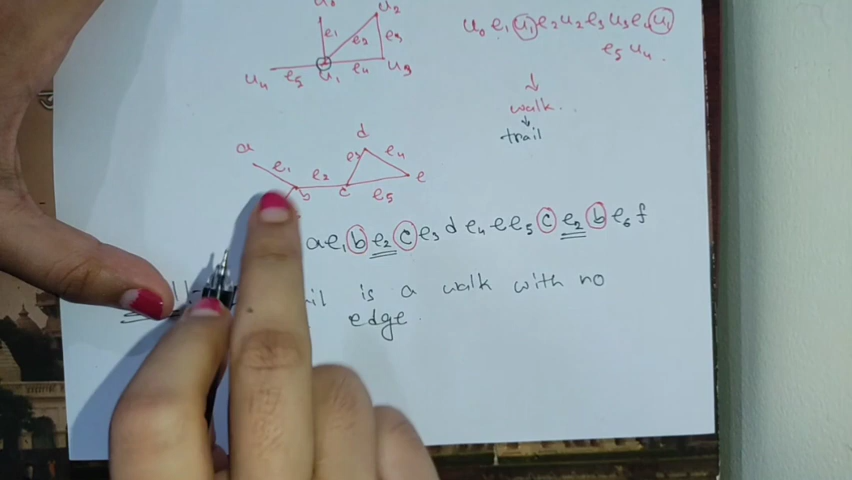 u₂
e₁
e₂
e₃
u₄ e₅ u₁ e₄ u₃
u₀ e₁ u₁ e₂ u₂ e₃ u₃ e₄ u₁
e₅ u₄
walk
trail
d
a e₁ e₂ e₃ e₄ e
b c e₅
a e₁ b e₂ c e₃ d e₄ e e₅ c e₂ b e₆ f
is a walk with no
edge